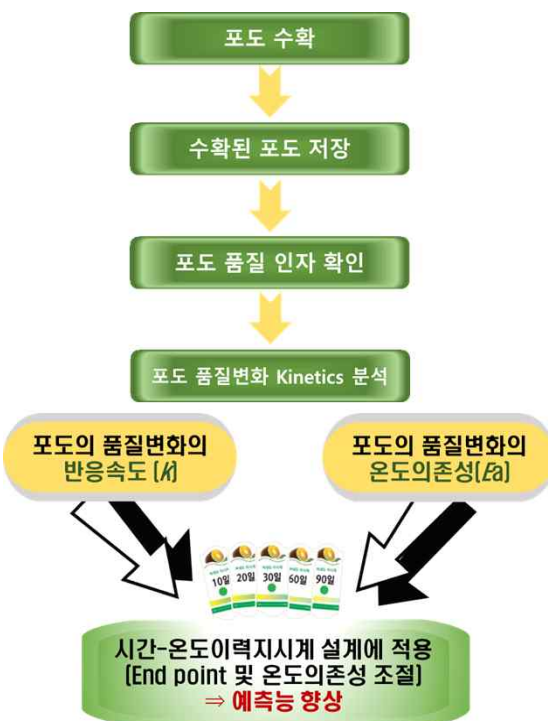 포도 수확
수확된 포도 저장
포도 품질 인자 확인
포도 품질변화 Kinetics 분석
포도의 품질변화의
반응속도 (k)
포도의 품질변화의
온도의존성(Ea)
10일 20일 30일 60일 90일
시간-온도이력지시계 설계에 적용
(End point 및 온도의존성 조절)
⇒ 예측능 향상